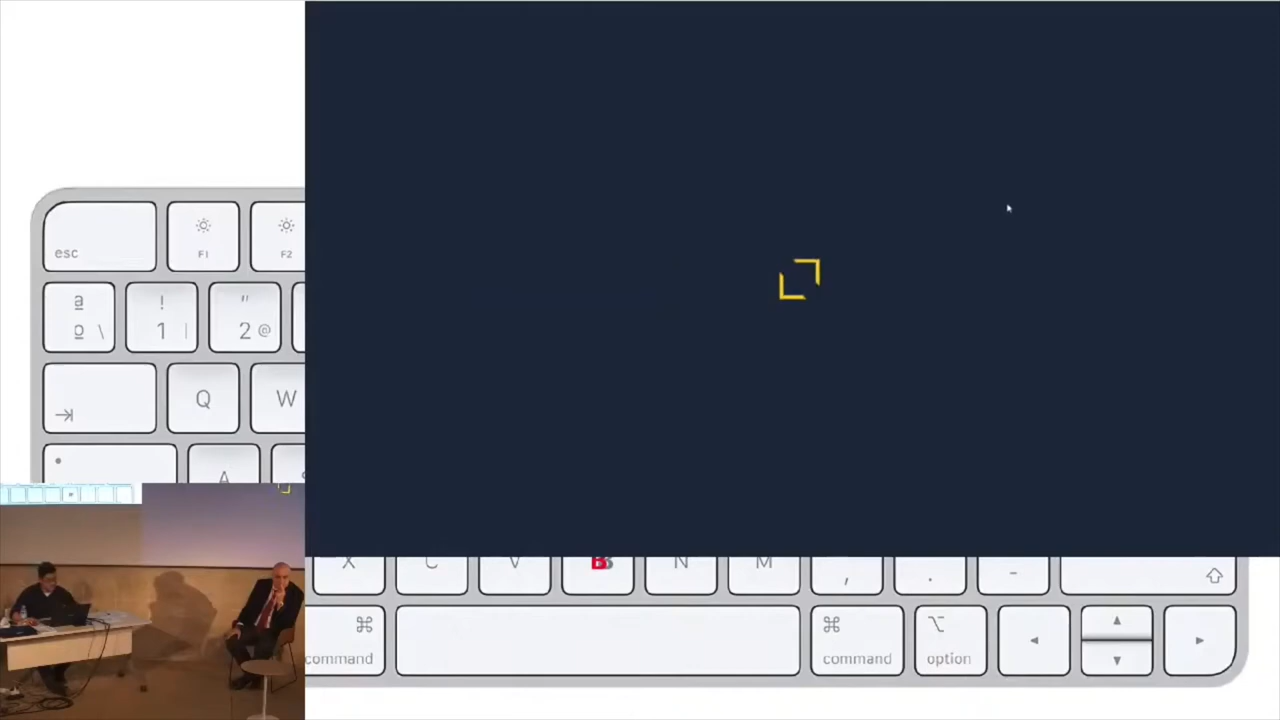 esc
F1
F2
ª
º \
!
1 |
"
2 @
Q
W
A
X
C
V
B
N
M
,
.
-
command
command
option